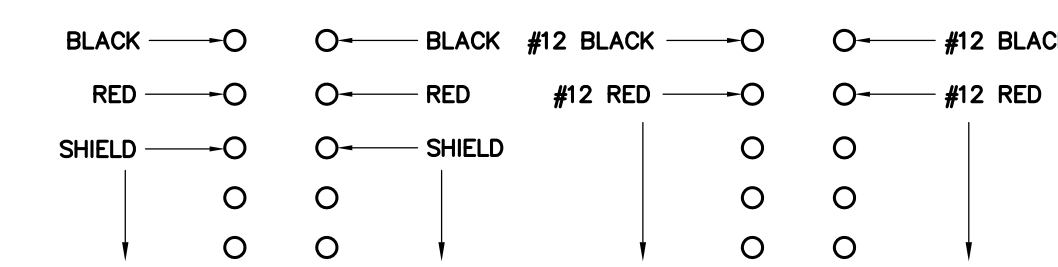 BLACK BLACK #12 BLACK #12 BLAC
RED RED #12 RED #12 RED
SHIELD SHIELD